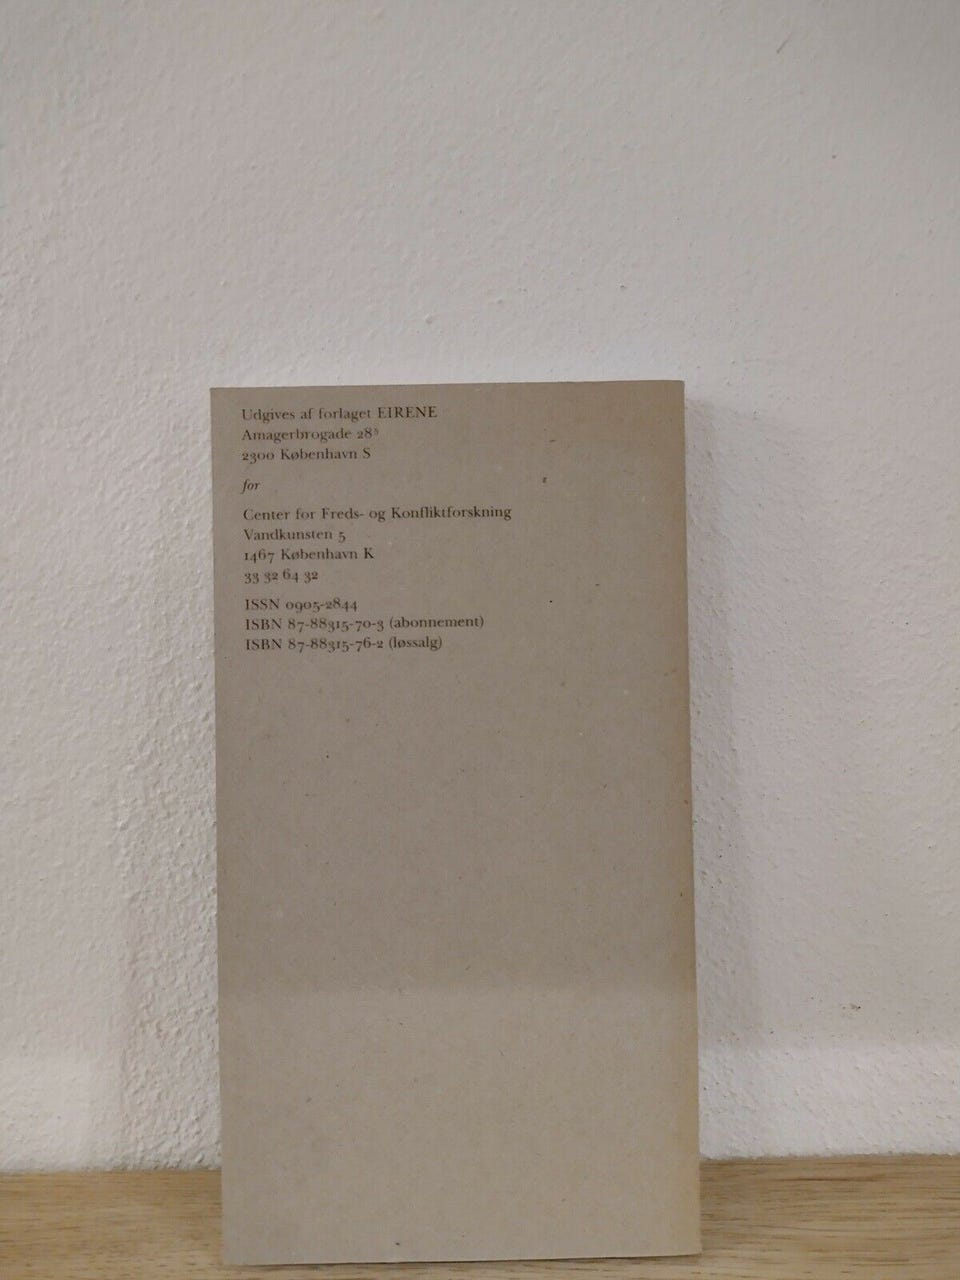 Udgives af forlaget EIRENE
Amagerbrogade 28⁵
2300 København S
for
Center for Freds- og Konfliktforskning
Vandkunsten 5
1467 København K
33 32 64 32
ISSN 0905-2844
ISBN 87-88315-70-3 (abonnement)
ISBN 87-88315-76-2 (løssalg)